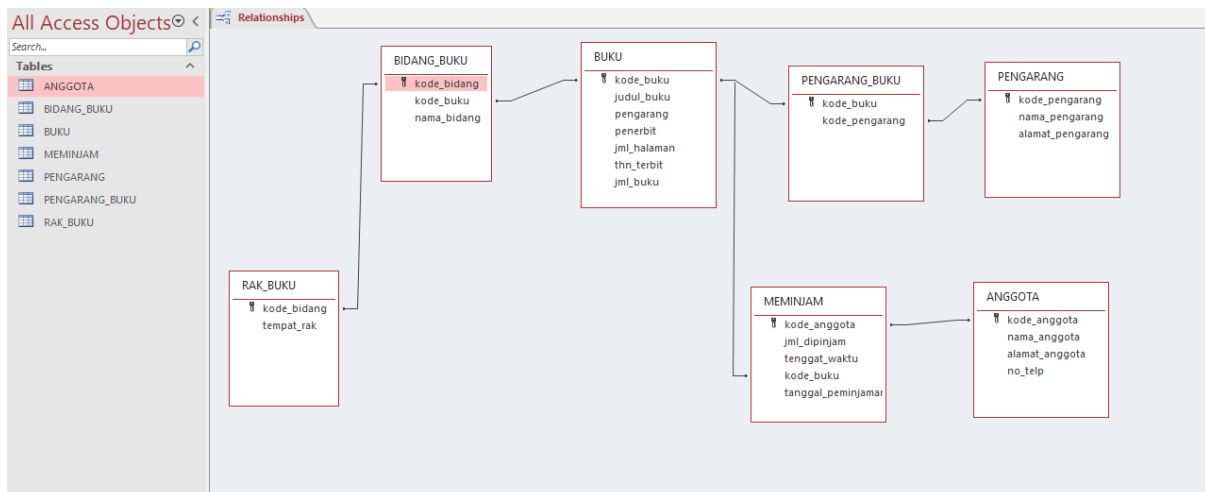 All Access Objects
Search...
Tables
ANGGOTA
BIDANG_BUKU
BUKU
MEMINJAM
PENGARANG
PENGARANG_BUKU
RAK_BUKU
Relationships
BIDANG_BUKU
kode_bidang
kode_buku
nama_bidang
BUKU
kode_buku
judul_buku
pengarang
penerbit
jml_halaman
thn_terbit
jml_buku
PENGARANG_BUKU
kode_buku
kode_pengarang
PENGARANG
kode_pengarang
nama_pengarang
alamat_pengarang
RAK_BUKU
kode_bidang
tempat_rak
MEMINJAM
kode_anggota
jml_dipinjam
tenggat_waktu
kode_buku
tanggal_peminjaman
ANGGOTA
kode_anggota
nama_anggota
alamat_anggota
no_telp